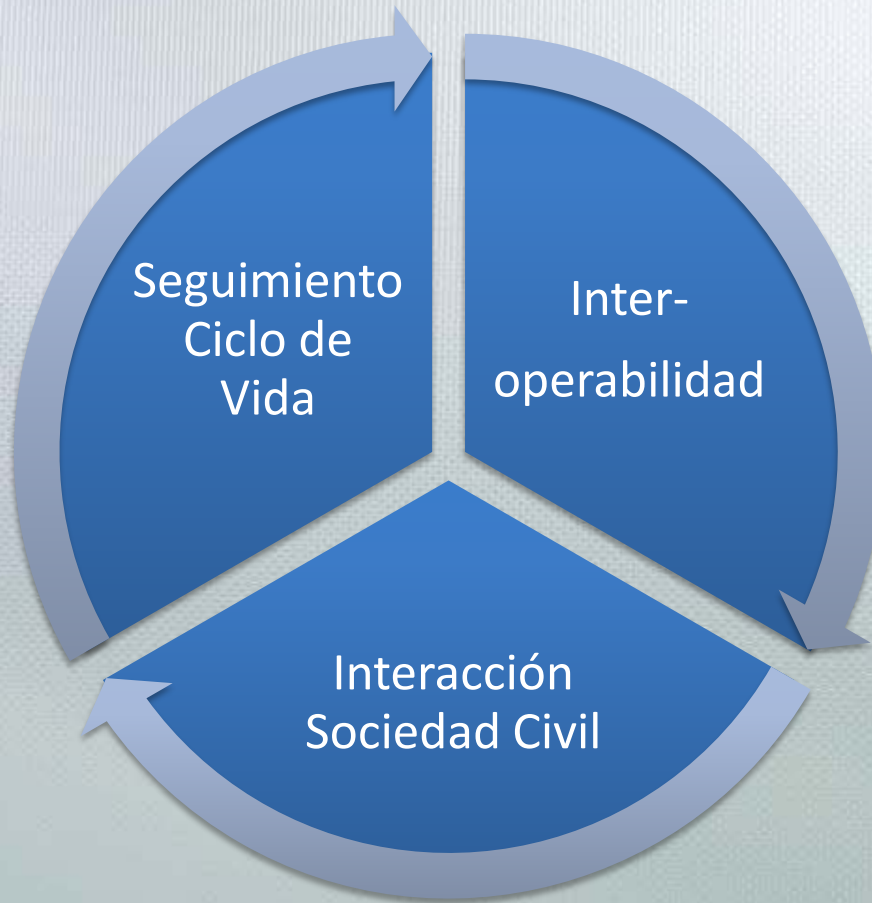 Seguimiento
Ciclo de
Vida
Inter-
operabilidad
Interacción
Sociedad Civil